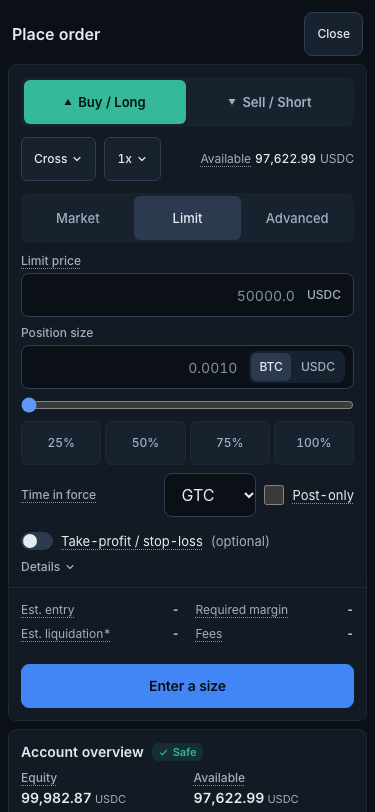 Place order
Close
▲ Buy / Long
▼ Sell / Short
Cross
1x
Available 97,622.99 USDC
Market
Limit
Advanced
Limit price
50000.0 USDC
Position size
0.0010 BTC USDC
25%
50%
75%
100%
Time in force
GTC
Post-only
Take-profit / stop-loss (optional)
Details
Est. entry -
Required margin -
Est. liquidation* -
Fees -
Enter a size
Account overview
✓ Safe
Equity
Available
99,982.87 USDC
97,622.99 USDC